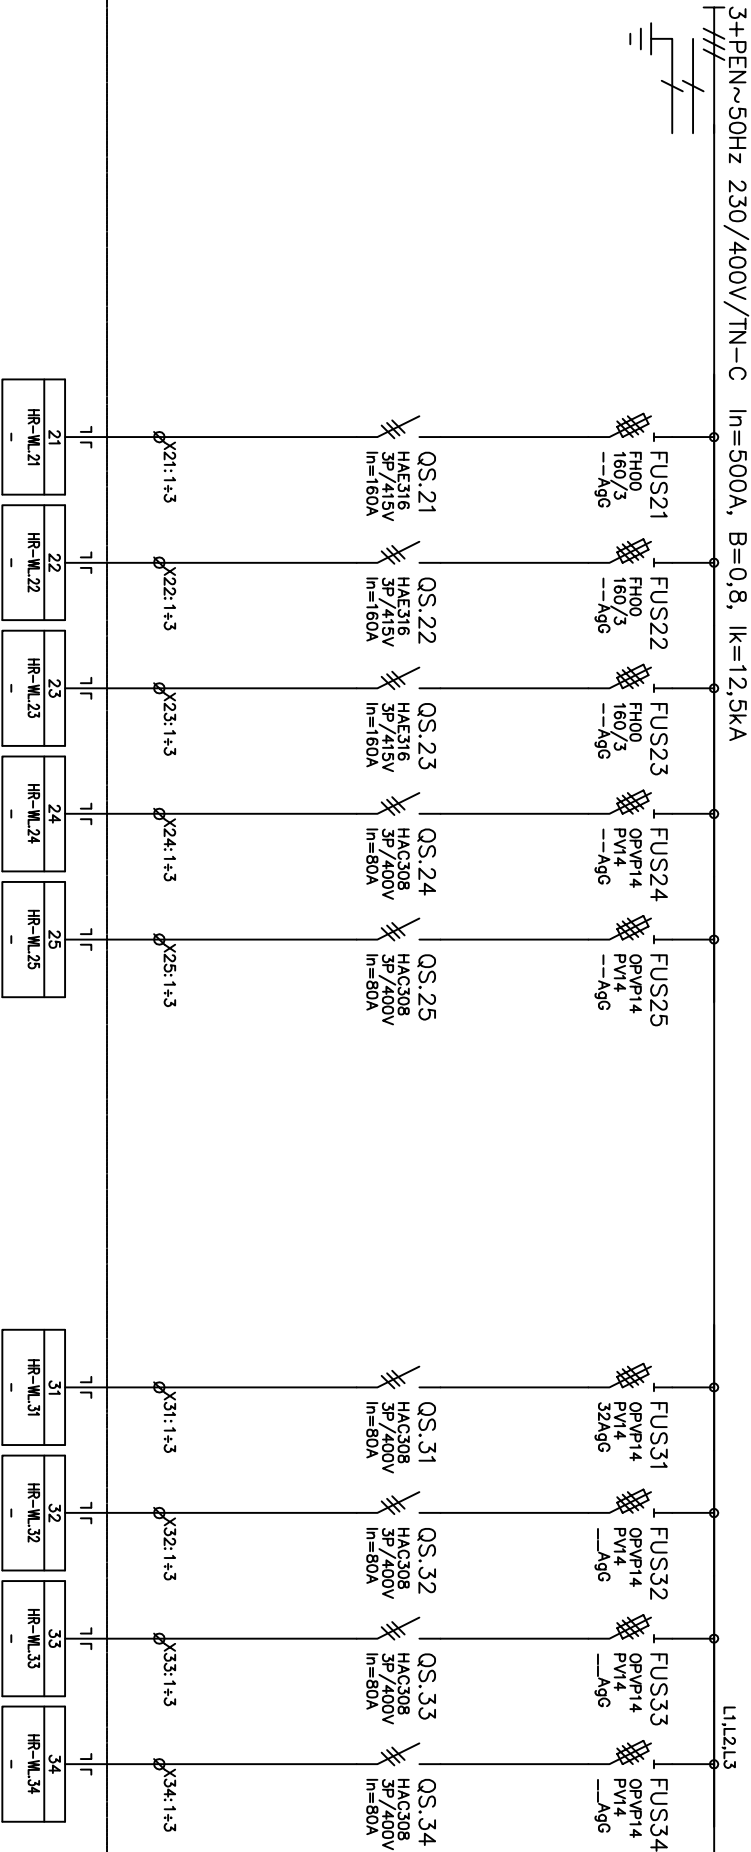 3+PEN~50Hz 230/400V/TN-C In=500A, B=0,8, Ik=12,5kA
L1,L2,L3
FUS21
FH00
160/3
--AgG
QS.21
HAE316
3P/415V
In=160A
X21:1÷3
21
HR-WL.21
-
FUS22
FH00
160/3
--AgG
QS.22
HAE316
3P/415V
In=160A
X22:1÷3
22
HR-WL.22
-
FUS23
FH00
160/3
--AgG
QS.23
HAE316
3P/415V
In=160A
X23:1÷3
23
HR-WL.23
-
FUS24
OPVP14
PV14
--AgG
QS.24
HAC308
3P/400V
In=80A
X24:1÷3
24
HR-WL.24
-
FUS25
OPVP14
PV14
--AgG
QS.25
HAC308
3P/400V
In=80A
X25:1÷3
25
HR-WL.25
-
FUS31
OPVP14
PV14
32AgG
QS.31
HAC308
3P/400V
In=80A
X31:1÷3
31
HR-WL.31
-
FUS32
OPVP14
PV14
__AgG
QS.32
HAC308
3P/400V
In=80A
X32:1÷3
32
HR-WL.32
-
FUS33
OPVP14
PV14
__AgG
QS.33
HAC308
3P/400V
In=80A
X33:1÷3
33
HR-WL.33
-
FUS34
OPVP14
PV14
__AgG
QS.34
HAC308
3P/400V
In=80A
X34:1÷3
34
HR-WL.34
-